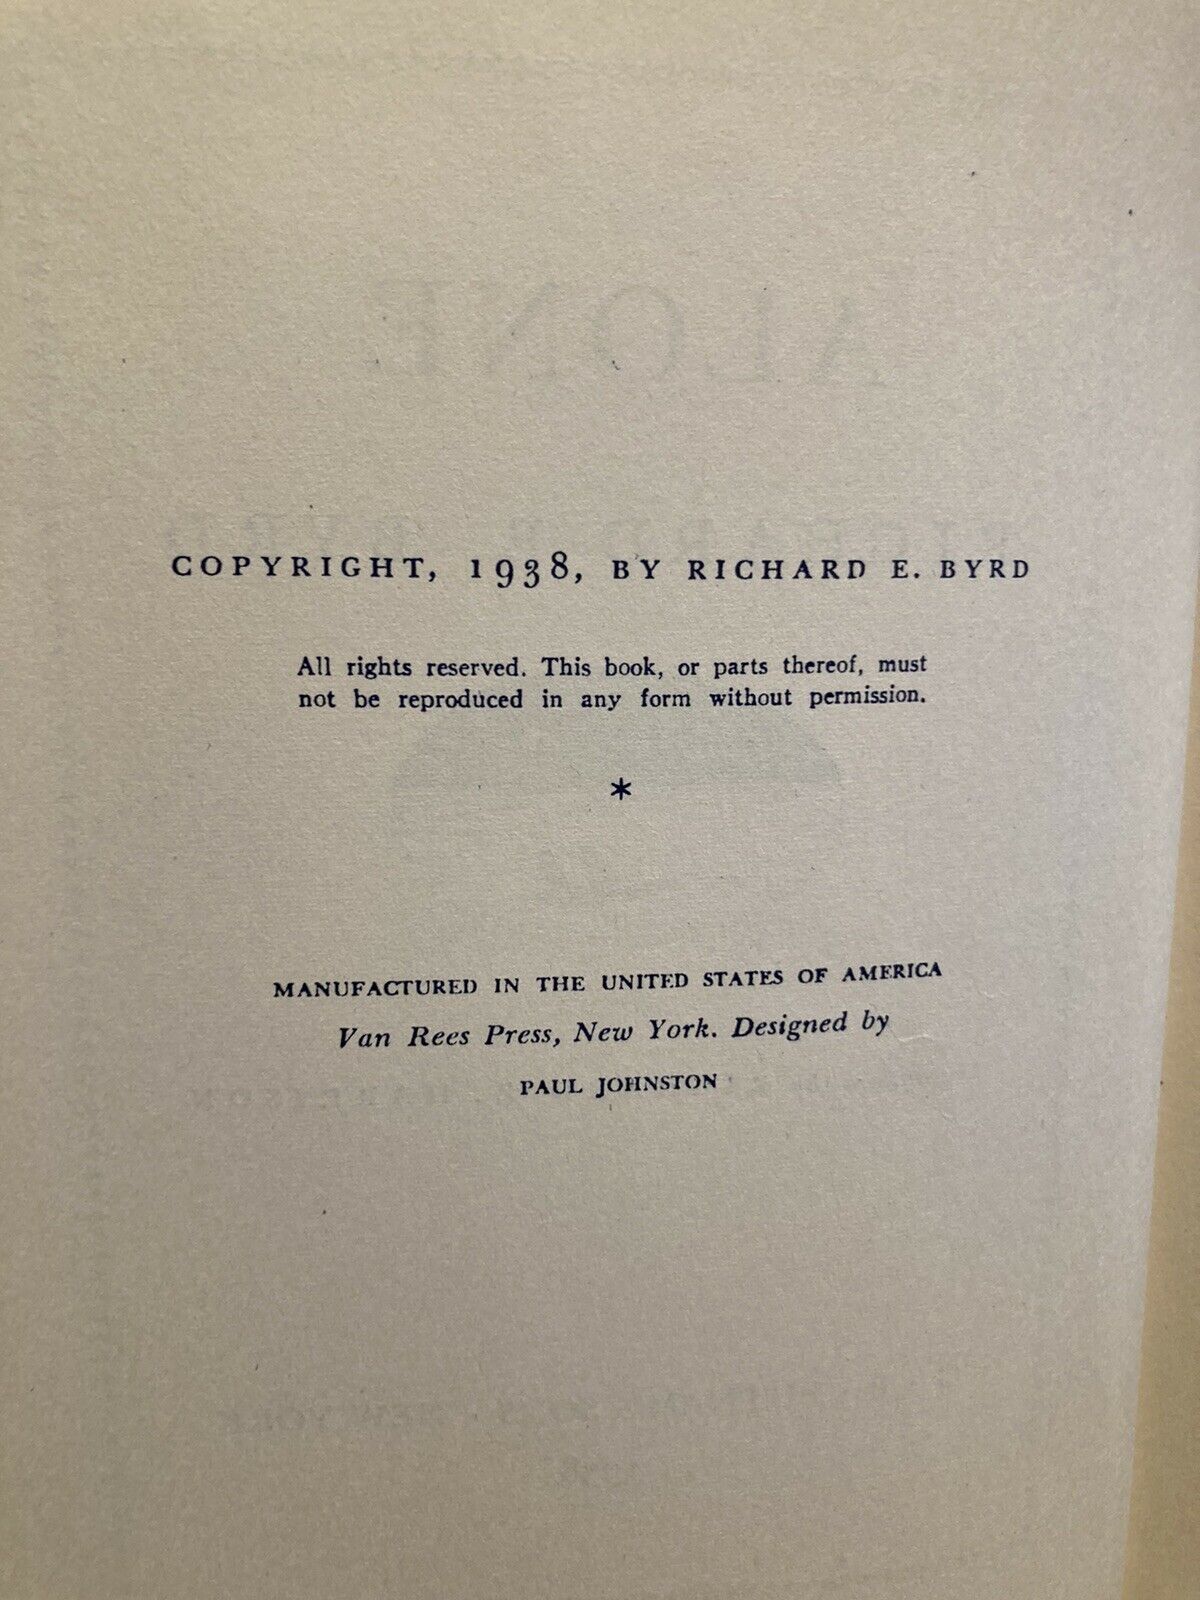 COPYRIGHT, 1938, BY RICHARD E. BYRD
All rights reserved. This book, or parts thereof, must
not be reproduced in any form without permission.
*
MANUFACTURED IN THE UNITED STATES OF AMERICA
Van Rees Press, New York. Designed by
PAUL JOHNSTON